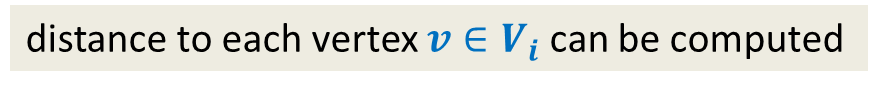 distance to each vertex v ∈ Vᵢ can be computed